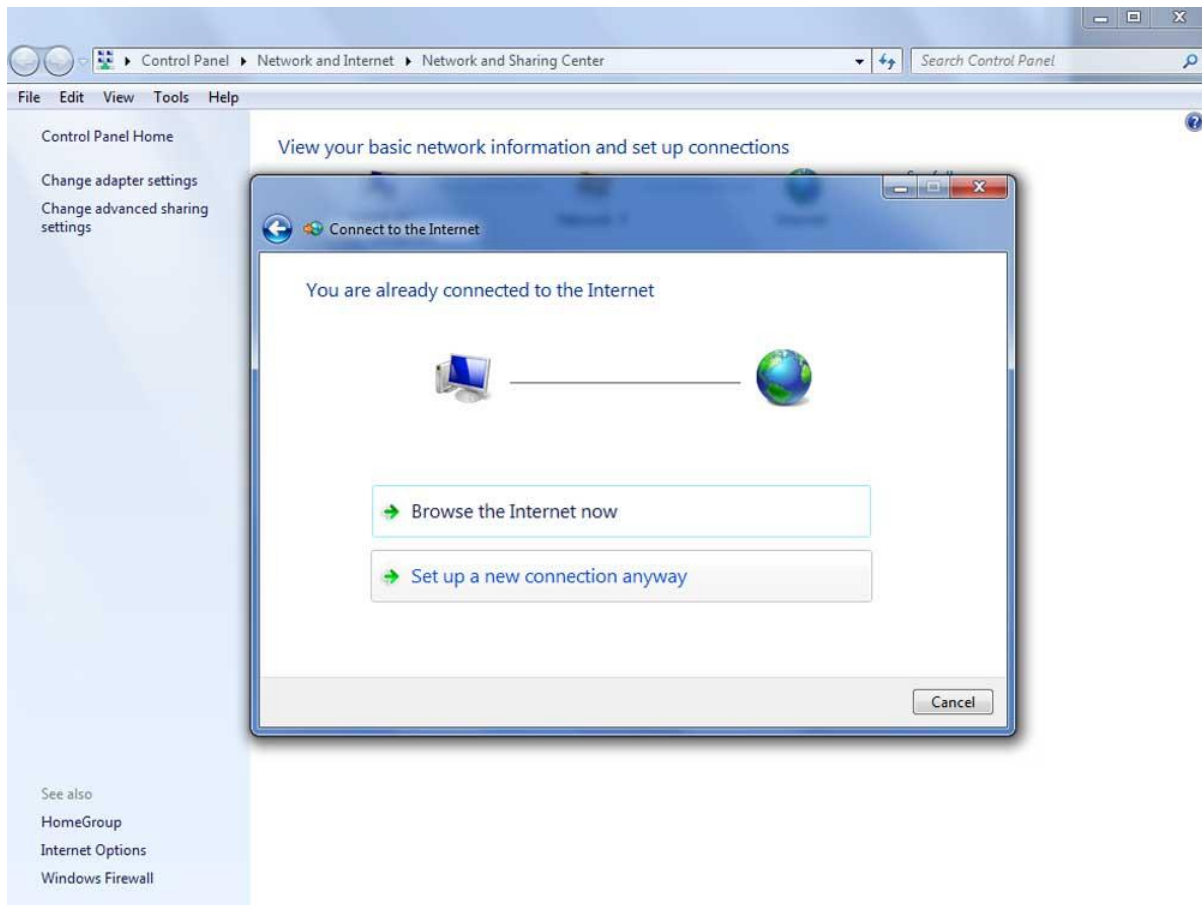 Control Panel Network and Internet Network and Sharing Center Search Control Panel
File Edit View Tools Help
Control Panel Home
View your basic network information and set up connections
Change adapter settings
Change advanced sharing
settings
Connect to the Internet
You are already connected to the Internet
Browse the Internet now
Set up a new connection anyway
Cancel
See also
HomeGroup
Internet Options
Windows Firewall